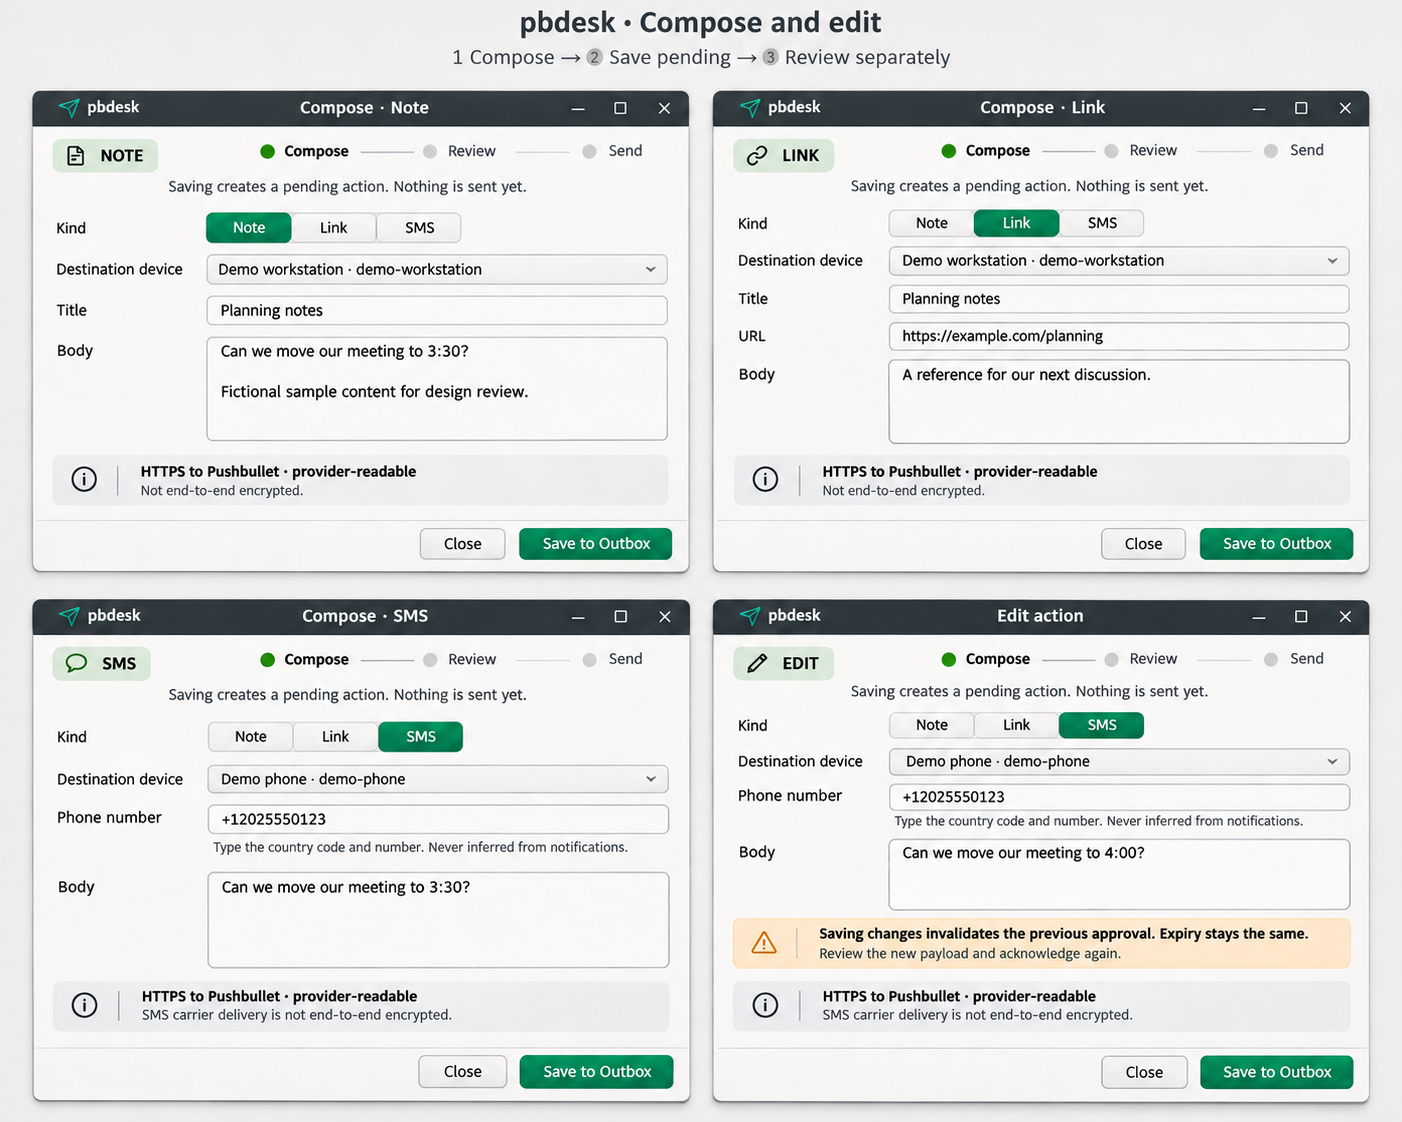 pbdesk · Compose and edit
1 Compose → 2 Save pending → 3 Review separately
pbdesk
Compose · Note
NOTE
Compose
Review
Send
Saving creates a pending action. Nothing is sent yet.
Kind
Note
Link
SMS
Destination device
Demo workstation · demo-workstation
Title
Planning notes
Body
Can we move our meeting to 3:30?
Fictional sample content for design review.
HTTPS to Pushbullet · provider-readable
Not end-to-end encrypted.
Close
Save to Outbox
pbdesk
Compose · Link
LINK
Compose
Review
Send
Saving creates a pending action. Nothing is sent yet.
Kind
Note
Link
SMS
Destination device
Demo workstation · demo-workstation
Title
Planning notes
URL
https://example.com/planning
Body
A reference for our next discussion.
HTTPS to Pushbullet · provider-readable
Not end-to-end encrypted.
Close
Save to Outbox
pbdesk
Compose · SMS
SMS
Compose
Review
Send
Saving creates a pending action. Nothing is sent yet.
Kind
Note
Link
SMS
Destination device
Demo phone · demo-phone
Phone number
+12025550123
Type the country code and number. Never inferred from notifications.
Body
Can we move our meeting to 3:30?
HTTPS to Pushbullet · provider-readable
SMS carrier delivery is not end-to-end encrypted.
Close
Save to Outbox
pbdesk
Edit action
EDIT
Compose
Review
Send
Saving creates a pending action. Nothing is sent yet.
Kind
Note
Link
SMS
Destination device
Demo phone · demo-phone
Phone number
+12025550123
Type the country code and number. Never inferred from notifications.
Body
Can we move our meeting to 4:00?
Saving changes invalidates the previous approval. Expiry stays the same.
Review the new payload and acknowledge again.
HTTPS to Pushbullet · provider-readable
SMS carrier delivery is not end-to-end encrypted.
Close
Save to Outbox